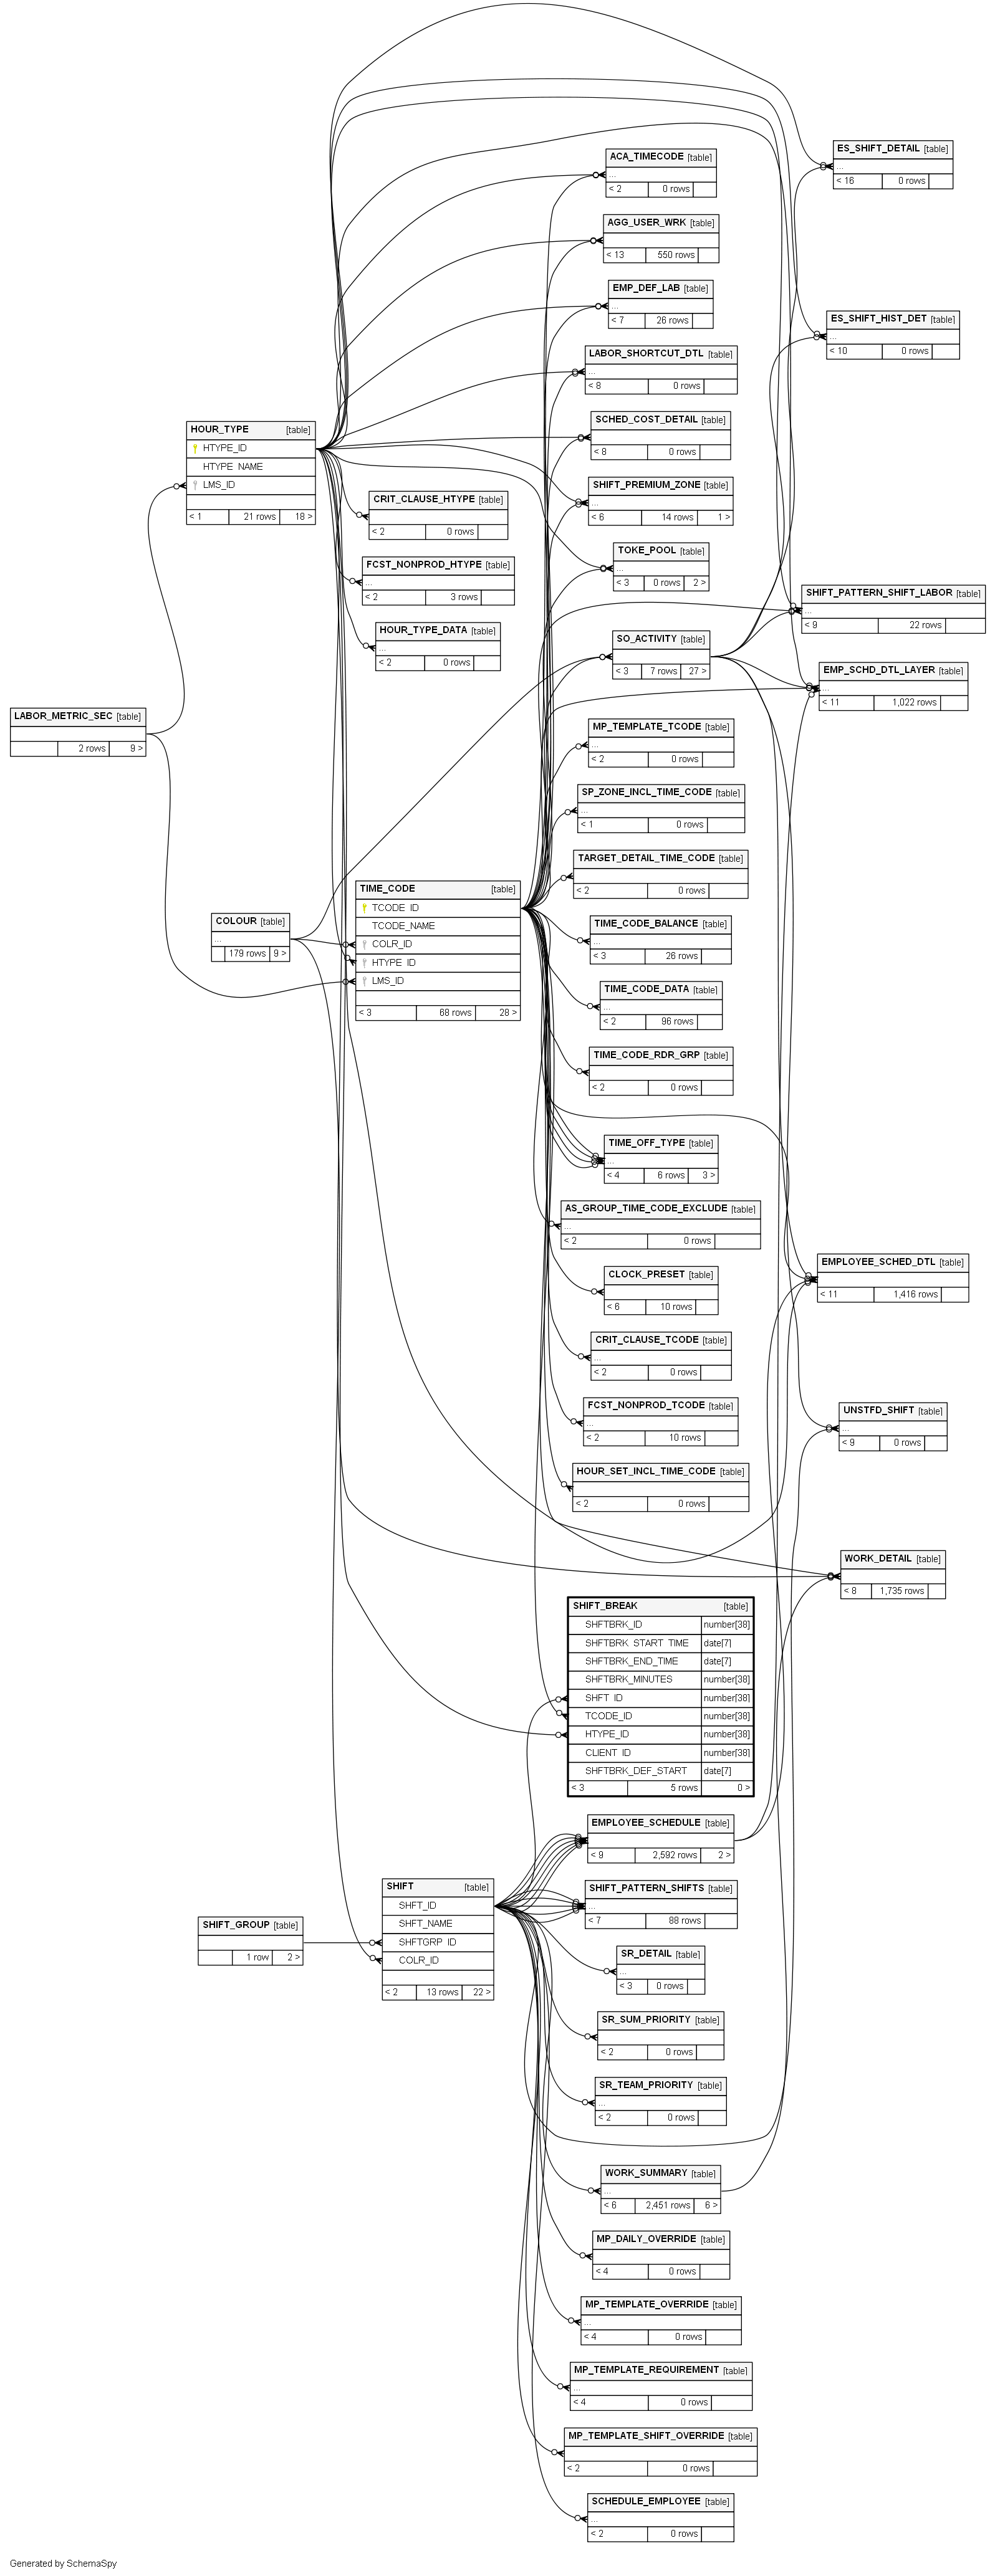 ES_SHIFT_DETAIL [table]
...
< 16 0 rows
ACA_TIMECODE [table]
...
< 2 0 rows
AGG_USER_WRK [table]
< 13 550 rows
EMP_DEF_LAB [table]
...
< 7 26 rows
ES_SHIFT_HIST_DET [table]
...
< 10 0 rows
LABOR_SHORTCUT_DTL [table]
...
< 8 0 rows
SCHED_COST_DETAIL [table]
< 8 0 rows
HOUR_TYPE [table]
HTYPE_ID
HTYPE_NAME
LMS_ID
< 1 21 rows 18 >
SHIFT_PREMIUM_ZONE [table]
...
< 6 14 rows 1 >
CRIT_CLAUSE_HTYPE [table]
< 2 0 rows
TOKE_POOL [table]
...
< 3 0 rows 2 >
FCST_NONPROD_HTYPE [table]
...
< 2 3 rows
SHIFT_PATTERN_SHIFT_LABOR [table]
...
< 9 22 rows
HOUR_TYPE_DATA [table]
...
< 2 0 rows
SO_ACTIVITY [table]
< 3 7 rows 27 >
EMP_SCHD_DTL_LAYER [table]
...
< 11 1,022 rows
LABOR_METRIC_SEC [table]
2 rows 9 >
MP_TEMPLATE_TCODE [table]
...
< 2 0 rows
SP_ZONE_INCL_TIME_CODE [table]
...
< 1 0 rows
TARGET_DETAIL_TIME_CODE [table]
< 2 0 rows
TIME_CODE [table]
TCODE_ID
TCODE_NAME
COLR_ID
HTYPE_ID
LMS_ID
< 3 68 rows 28 >
COLOUR [table]
...
179 rows 9 >
TIME_CODE_BALANCE [table]
...
< 3 26 rows
TIME_CODE_DATA [table]
...
< 2 96 rows
TIME_CODE_RDR_GRP [table]
< 2 0 rows
TIME_OFF_TYPE [table]
...
< 4 6 rows 3 >
AS_GROUP_TIME_CODE_EXCLUDE [table]
...
< 2 0 rows
EMPLOYEE_SCHED_DTL [table]
< 11 1,416 rows
CLOCK_PRESET [table]
< 6 10 rows
CRIT_CLAUSE_TCODE [table]
...
< 2 0 rows
FCST_NONPROD_TCODE [table]
...
< 2 10 rows
UNSTFD_SHIFT [table]
...
< 9 0 rows
HOUR_SET_INCL_TIME_CODE [table]
< 2 0 rows
WORK_DETAIL [table]
< 8 1,735 rows
SHIFT_BREAK [table]
SHFTBRK_ID number[38]
SHFTBRK_START_TIME date[7]
SHFTBRK_END_TIME date[7]
SHFTBRK_MINUTES number[38]
SHFT_ID number[38]
TCODE_ID number[38]
HTYPE_ID number[38]
CLIENT_ID number[38]
SHFTBRK_DEF_START date[7]
< 3 5 rows 0 >
EMPLOYEE_SCHEDULE [table]
< 9 2,592 rows 2 >
SHIFT [table]
SHFT_ID
SHFT_NAME
SHFTGRP_ID
COLR_ID
< 2 13 rows 22 >
SHIFT_PATTERN_SHIFTS [table]
...
< 7 88 rows
SHIFT_GROUP [table]
1 row 2 >
SR_DETAIL [table]
...
< 3 0 rows
SR_SUM_PRIORITY [table]
< 2 0 rows
SR_TEAM_PRIORITY [table]
...
< 2 0 rows
WORK_SUMMARY [table]
...
< 6 2,451 rows 6 >
MP_DAILY_OVERRIDE [table]
< 4 0 rows
MP_TEMPLATE_OVERRIDE [table]
...
< 4 0 rows
MP_TEMPLATE_REQUIREMENT [table]
...
< 4 0 rows
MP_TEMPLATE_SHIFT_OVERRIDE [table]
< 2 0 rows
SCHEDULE_EMPLOYEE [table]
...
< 2 0 rows
Generated by SchemaSpy